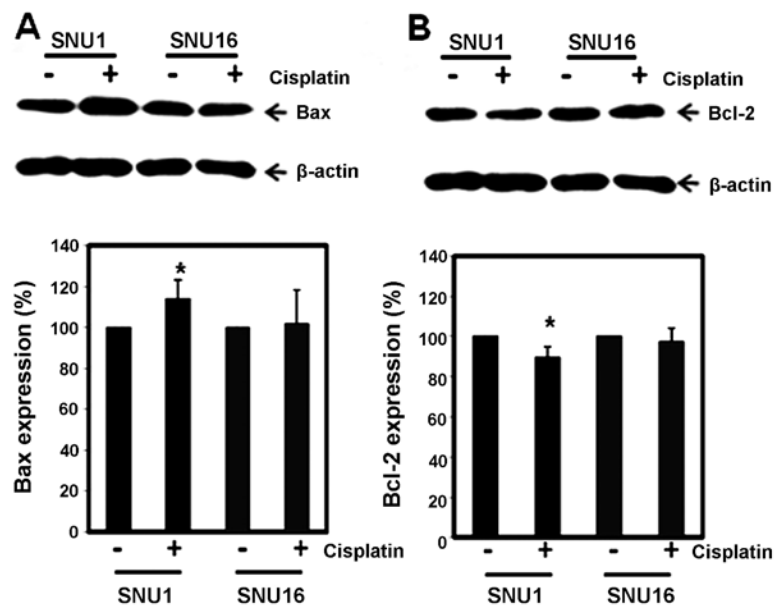 A
SNU1 SNU16
- + - + Cisplatin
← Bax
← β-actin
Bax expression (%)
140
120
100
80
60
40
20
0
*
- + - + Cisplatin
SNU1 SNU16
B
SNU1 SNU16
- + - + Cisplatin
← Bcl-2
← β-actin
Bcl-2 expression (%)
140
120
100
80
60
40
20
0
*
- + - + Cisplatin
SNU1 SNU16